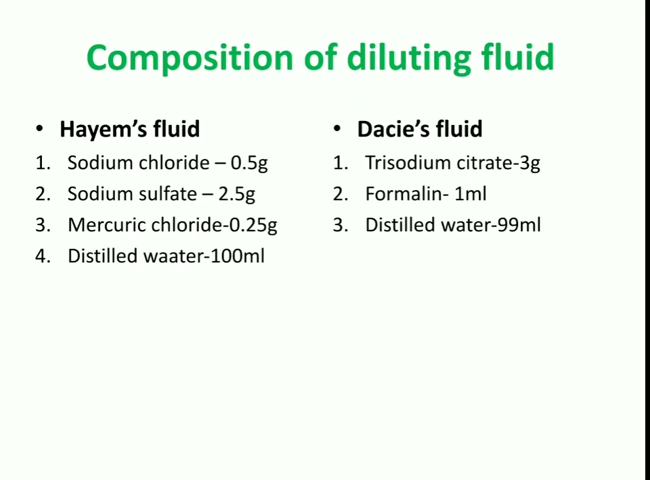 Composition of diluting fluid
• Hayem's fluid
1. Sodium chloride – 0.5g
2. Sodium sulfate – 2.5g
3. Mercuric chloride-0.25g
4. Distilled waater-100ml
• Dacie's fluid
1. Trisodium citrate-3g
2. Formalin- 1ml
3. Distilled water-99ml